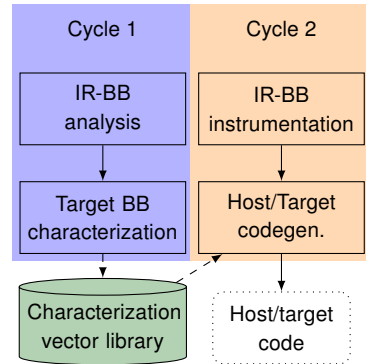 Cycle 1
IR-BB
analysis
Target BB
characterization
Characterization
vector library
Cycle 2
IR-BB
instrumentation
Host/Target
codegen.
Host/target
code